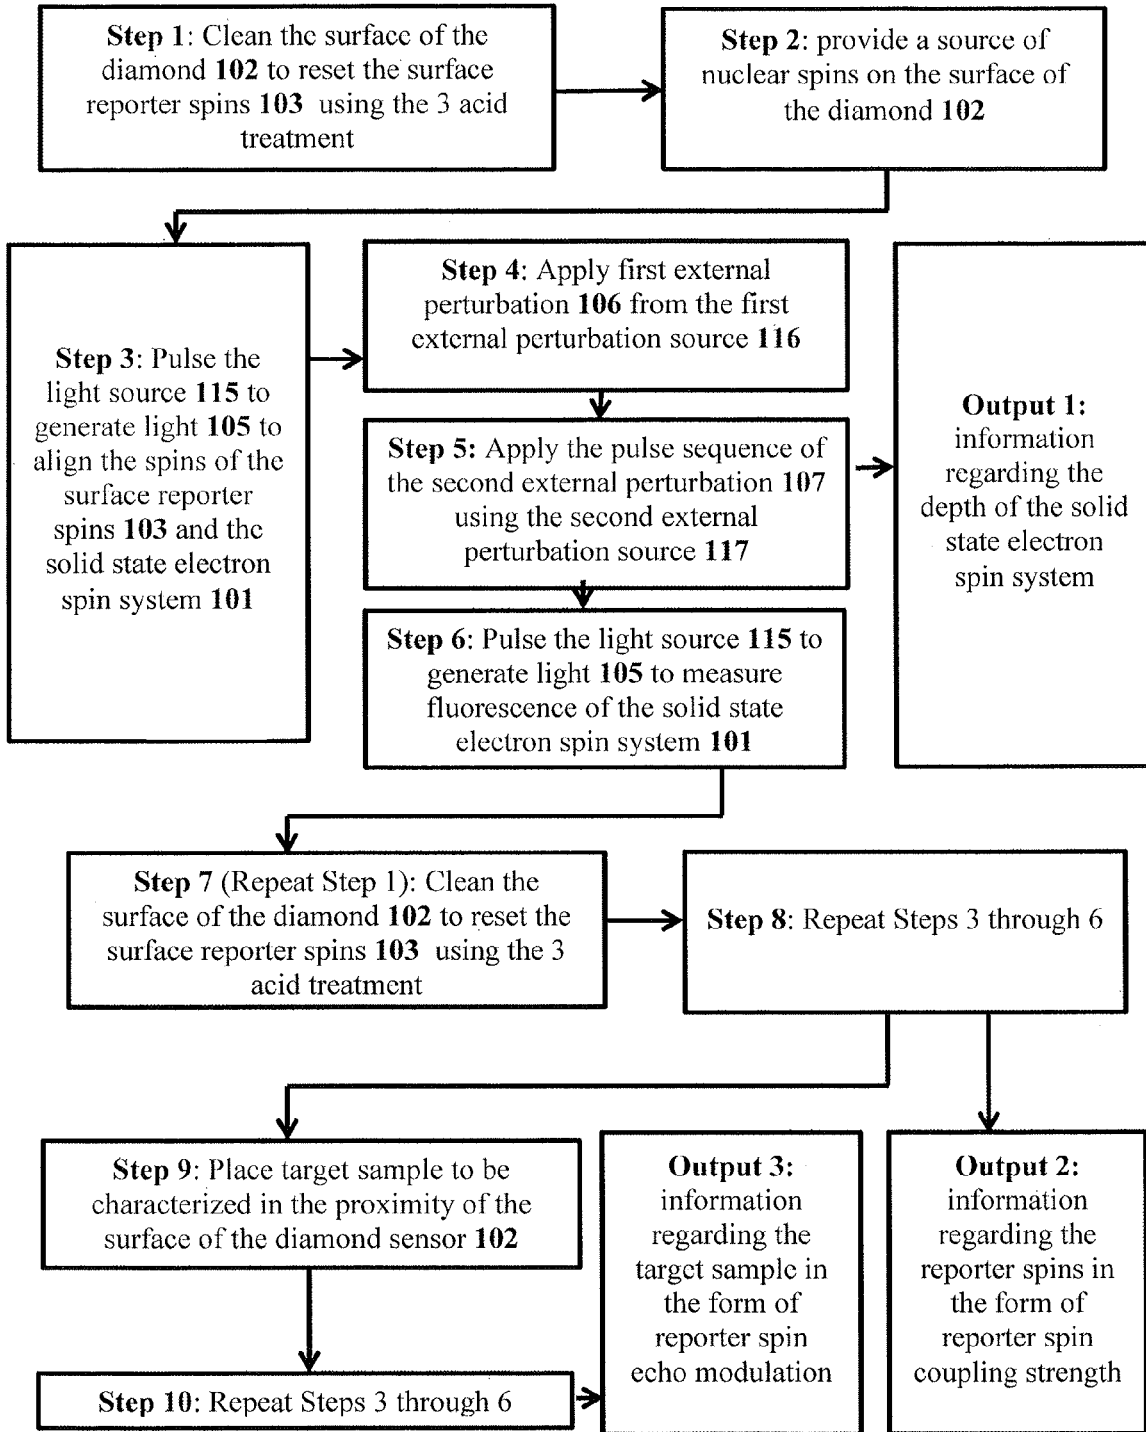 Step 1: Clean the surface of the
diamond 102 to reset the surface
reporter spins 103 using the 3 acid
treatment
Step 2: provide a source of
nuclear spins on the surface of
the diamond 102
Step 3: Pulse the
light source 115 to
generate light 105 to
align the spins of the
surface reporter
spins 103 and the
solid state electron
spin system 101
Step 4: Apply first external
perturbation 106 from the first
external perturbation source 116
Step 5: Apply the pulse sequence of
the second external perturbation 107
using the second external
perturbation source 117
Output 1:
information
regarding the
depth of the solid
state electron
spin system
Step 6: Pulse the light source 115 to
generate light 105 to measure
fluorescence of the solid state
electron spin system 101
Step 7 (Repeat Step 1): Clean the
surface of the diamond 102 to reset the
surface reporter spins 103 using the 3
acid treatment
Step 8: Repeat Steps 3 through 6
Step 9: Place target sample to be
characterized in the proximity of the
surface of the diamond sensor 102
Step 10: Repeat Steps 3 through 6
Output 3:
information
regarding the
target sample in
the form of
reporter spin
echo modulation
Output 2:
information
regarding the
reporter spins in
the form of
reporter spin
coupling strength